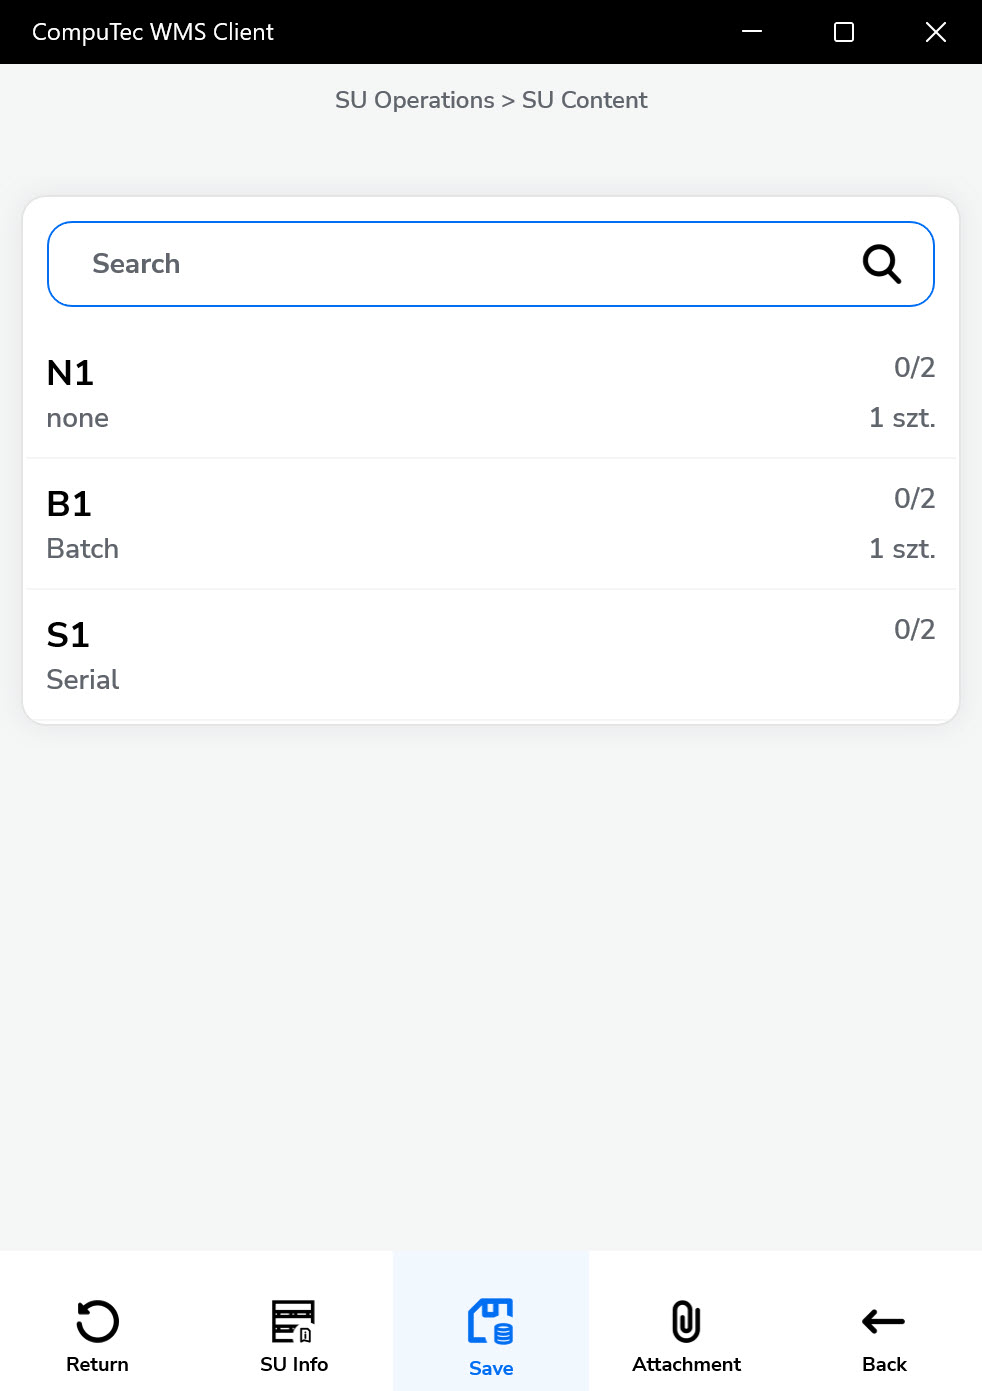 CompuTec WMS Client
SU Operations > SU Content
Search
N1
0/2
none
1 szt.
B1
0/2
Batch
1 szt.
S1
0/2
Serial
Return
SU Info
Save
Attachment
Back